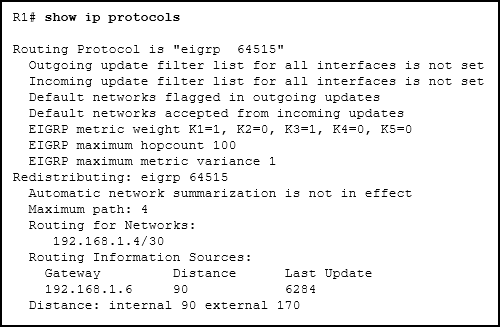 R1# show ip protocols
Routing Protocol is "eigrp  64515"
Outgoing update filter list for all interfaces is not set
Incoming update filter list for all interfaces is not set
Default networks flagged in outgoing updates
Default networks accepted from incoming updates
EIGRP metric weight K1=1, K2=0, K3=1, K4=0, K5=0
EIGRP maximum hopcount 100
EIGRP maximum metric variance 1
Redistributing: eigrp 64515
Automatic network summarization is not in effect
Maximum path: 4
Routing for Networks:
192.168.1.4/30
Routing Information Sources:
Gateway         Distance       Last Update
192.168.1.6     90             6284
Distance: internal 90 external 170